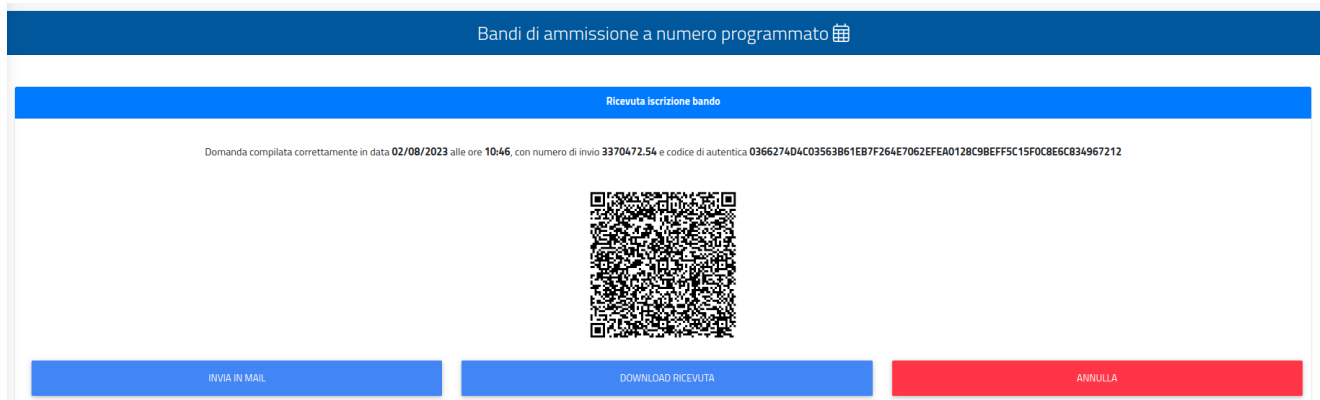 Bandi di ammissione a numero programmato
Ricevuta iscrizione bando
Domanda compilata correttamente in data 02/08/2023 alle ore 10:46, con numero di invio 3370472.54 e codice di autentica 0366274D4C03563B61EB7F264E7062EFEA0128C9BEFF5C15F0C8E6C834967212
INVIA IN MAIL
DOWNLOAD RICEVUTA
ANNULLA